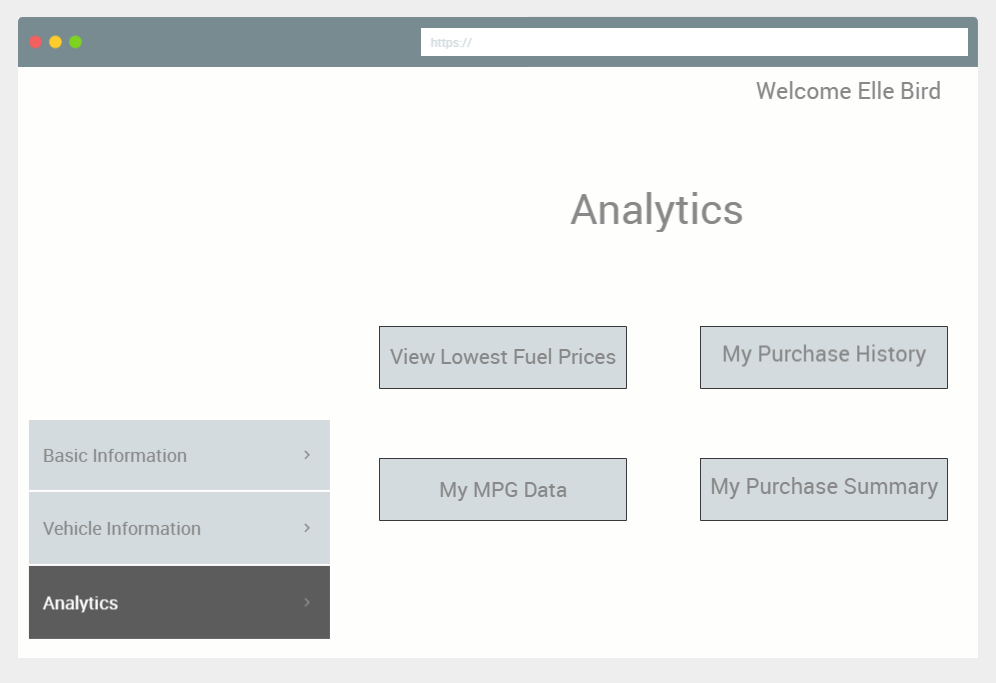 https://
Welcome Elle Bird
Analytics
View Lowest Fuel Prices
My Purchase History
Basic Information
My MPG Data
My Purchase Summary
Vehicle Information
Analytics